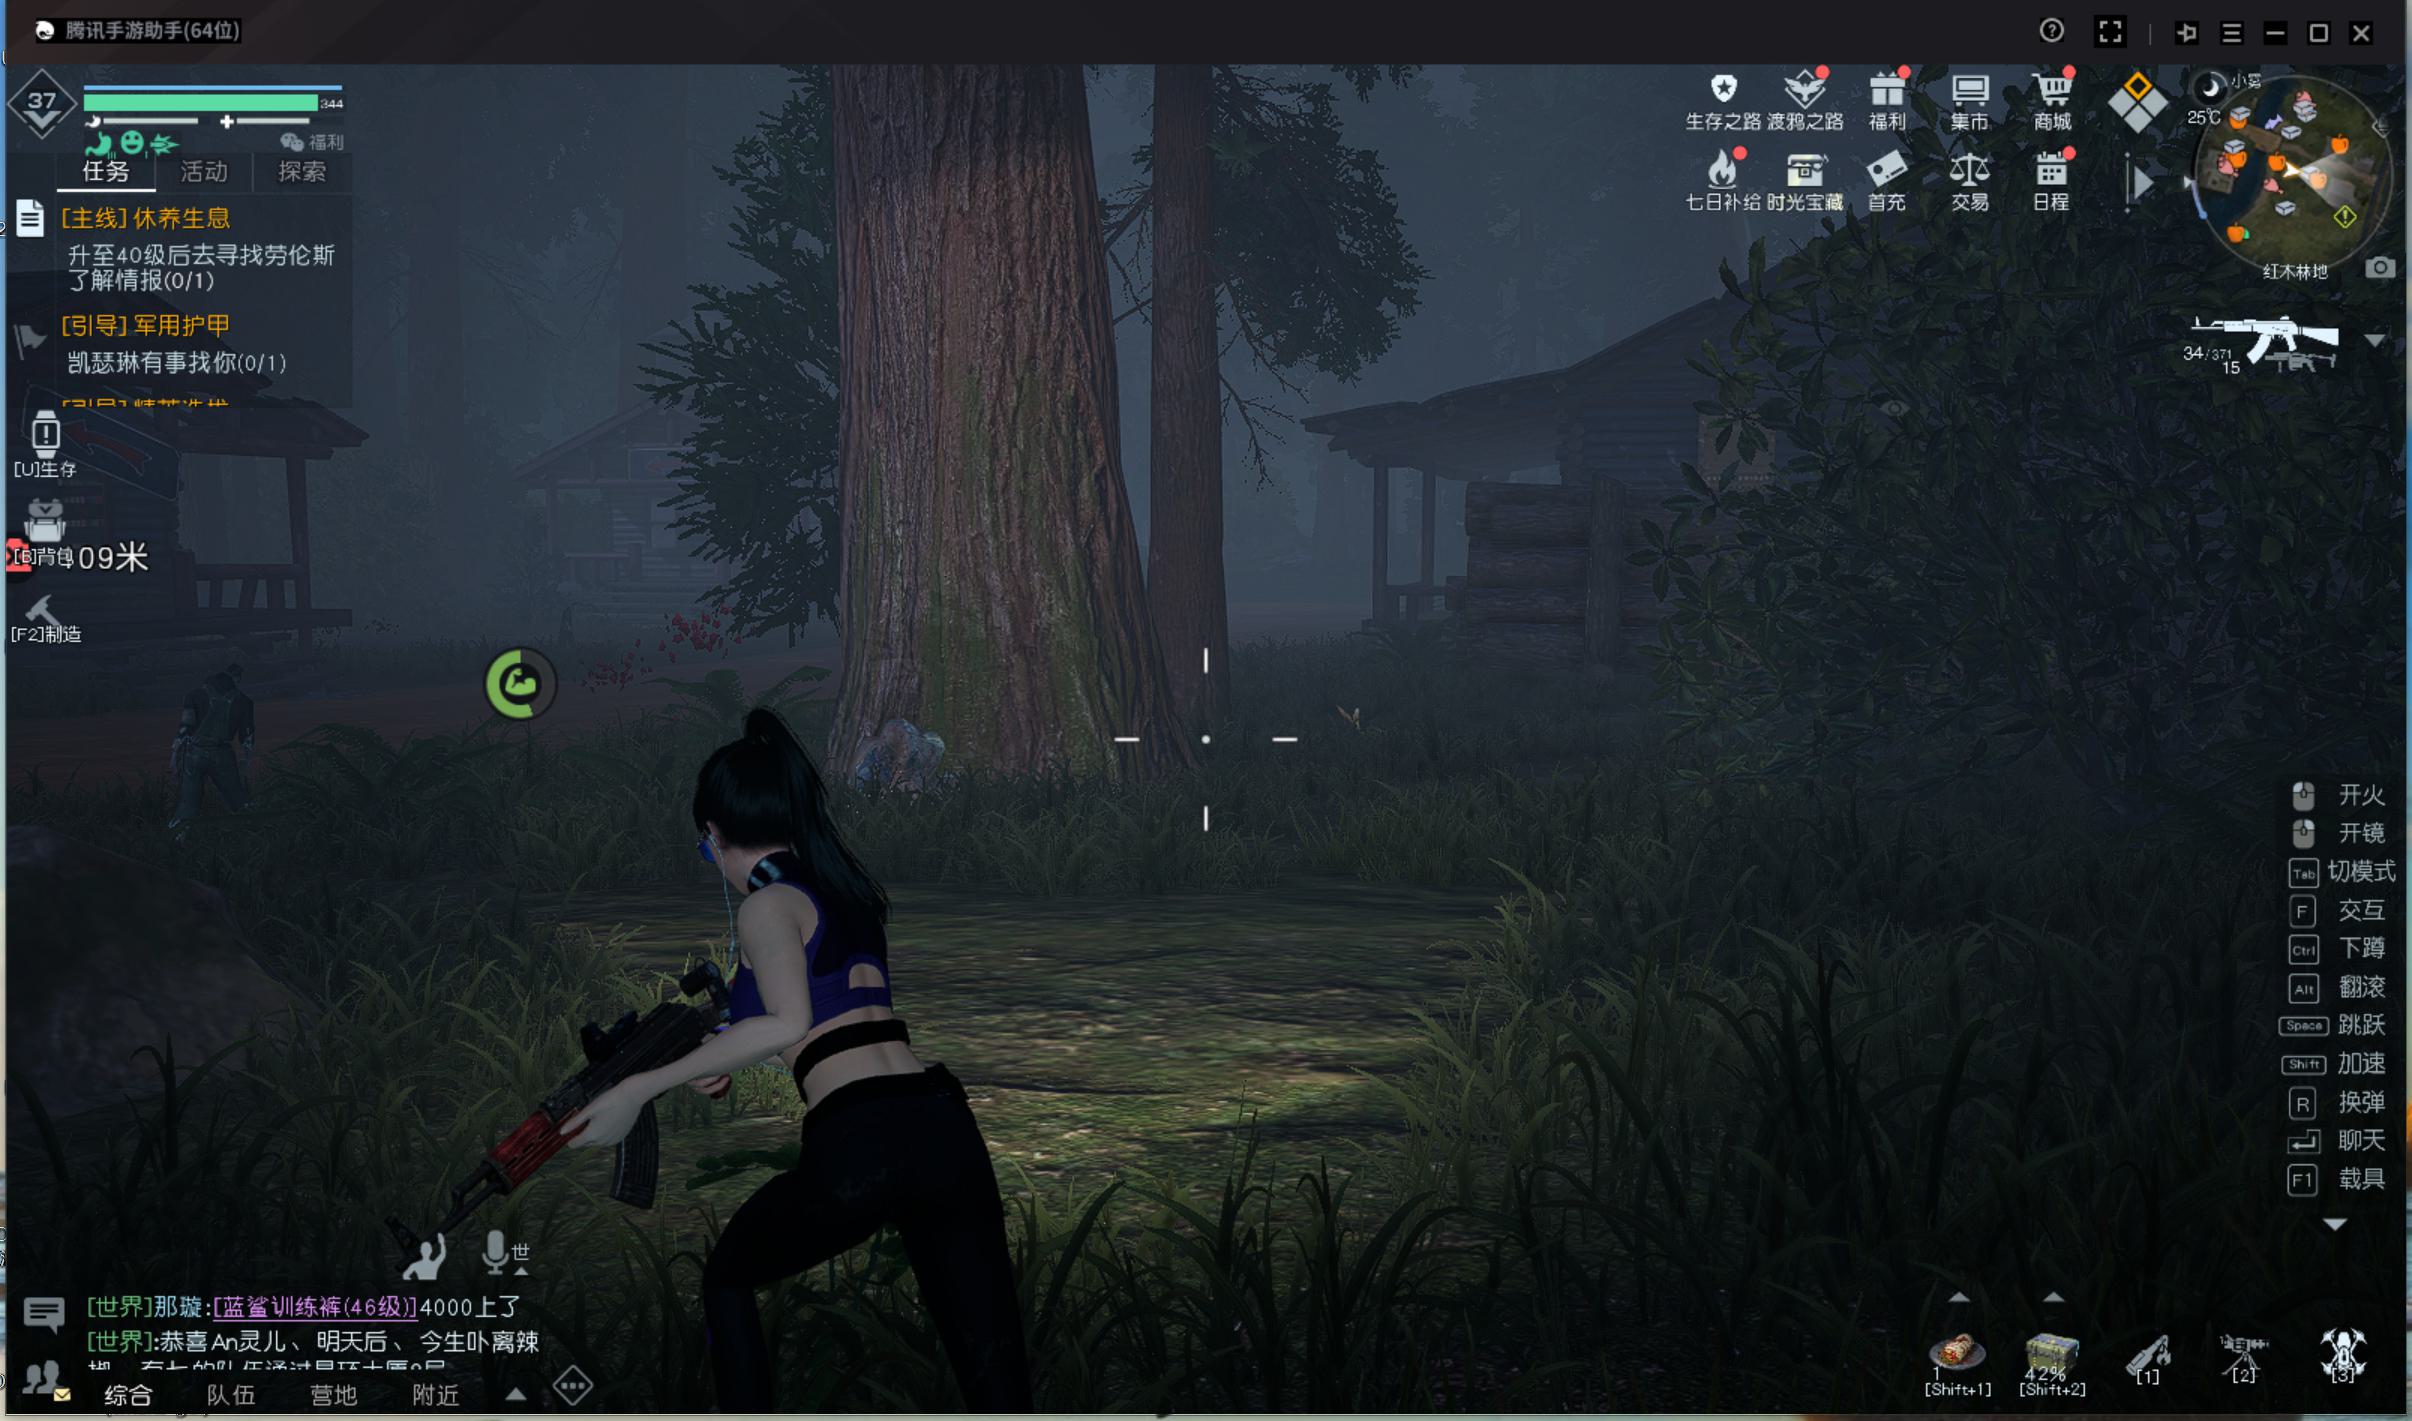 腾讯手游助手(64位)
37
344
福利
任务 活动 探索
[主线] 休养生息
升至40级后去寻找劳伦斯
了解情报(0/1)
[引导] 军用护甲
凯瑟琳有事找你(0/1)
[U]生存
[B]背包
09米
[F2]制造
生存之路 渡鸦之路 福利 集市 商城
七日补给 时光宝藏 首充 交易 日程
小雾
25℃
红木林地
34/371
15
开火
开镜
Tab 切模式
F 交互
Ctrl 下蹲
Alt 翻滚
Space 跳跃
Shift 加速
R 换弹
聊天
F1 载具
世
[世界]那璇:[蓝鲨训练裤(46级)]4000上了
[世界]:恭喜An灵儿、明天后、今生卟离辣
综合 队伍 营地 附近
1 42%
[Shift+1] [Shift+2] [1] [2] [3]